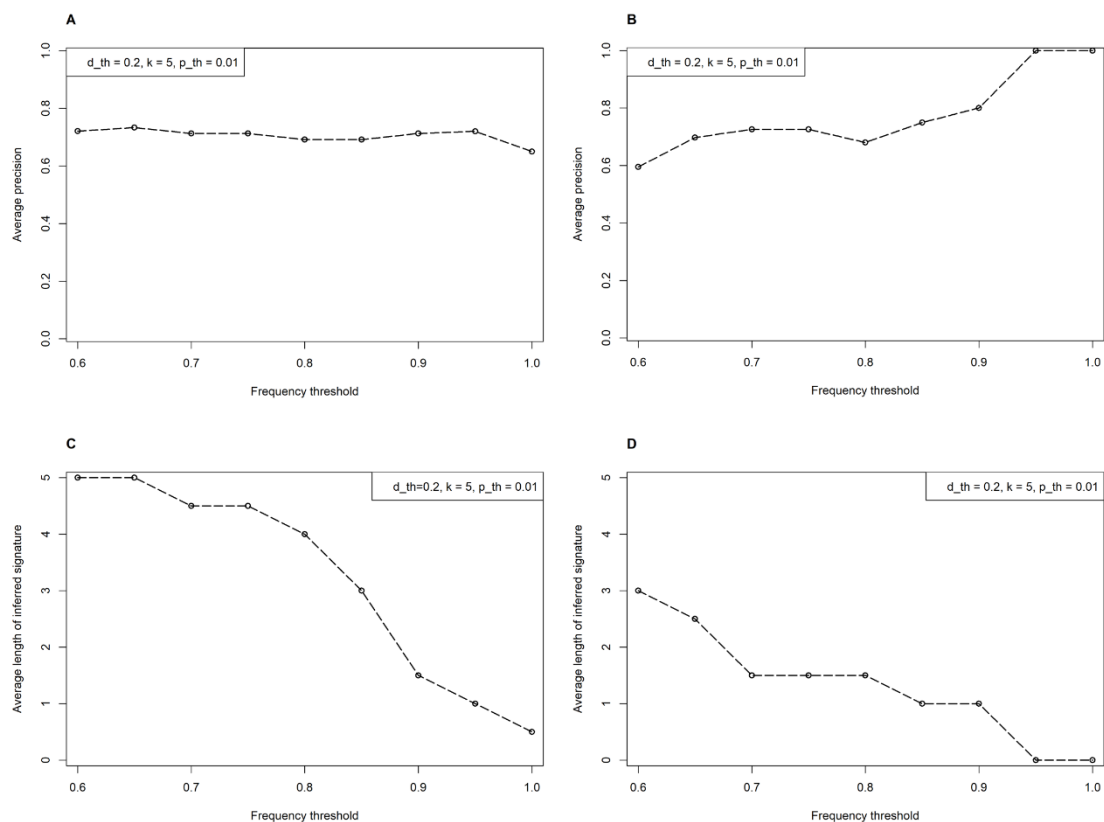 A
d_th = 0.2, k = 5, p_th = 0.01
Average precision
1.0
0.8
0.6
0.4
0.2
0.0
0.6 0.7 0.8 0.9 1.0
Frequency threshold
B
d_th = 0.2, k = 5, p_th = 0.01
Average precision
1.0
0.8
0.6
0.4
0.2
0.0
0.6 0.7 0.8 0.9 1.0
Frequency threshold
C
d_th=0.2, k = 5, p_th = 0.01
Average length of inferred signature
5
4
3
2
1
0
0.6 0.7 0.8 0.9 1.0
Frequency threshold
D
d_th = 0.2, k = 5, p_th = 0.01
Average length of inferred signature
5
4
3
2
1
0
0.6 0.7 0.8 0.9 1.0
Frequency threshold